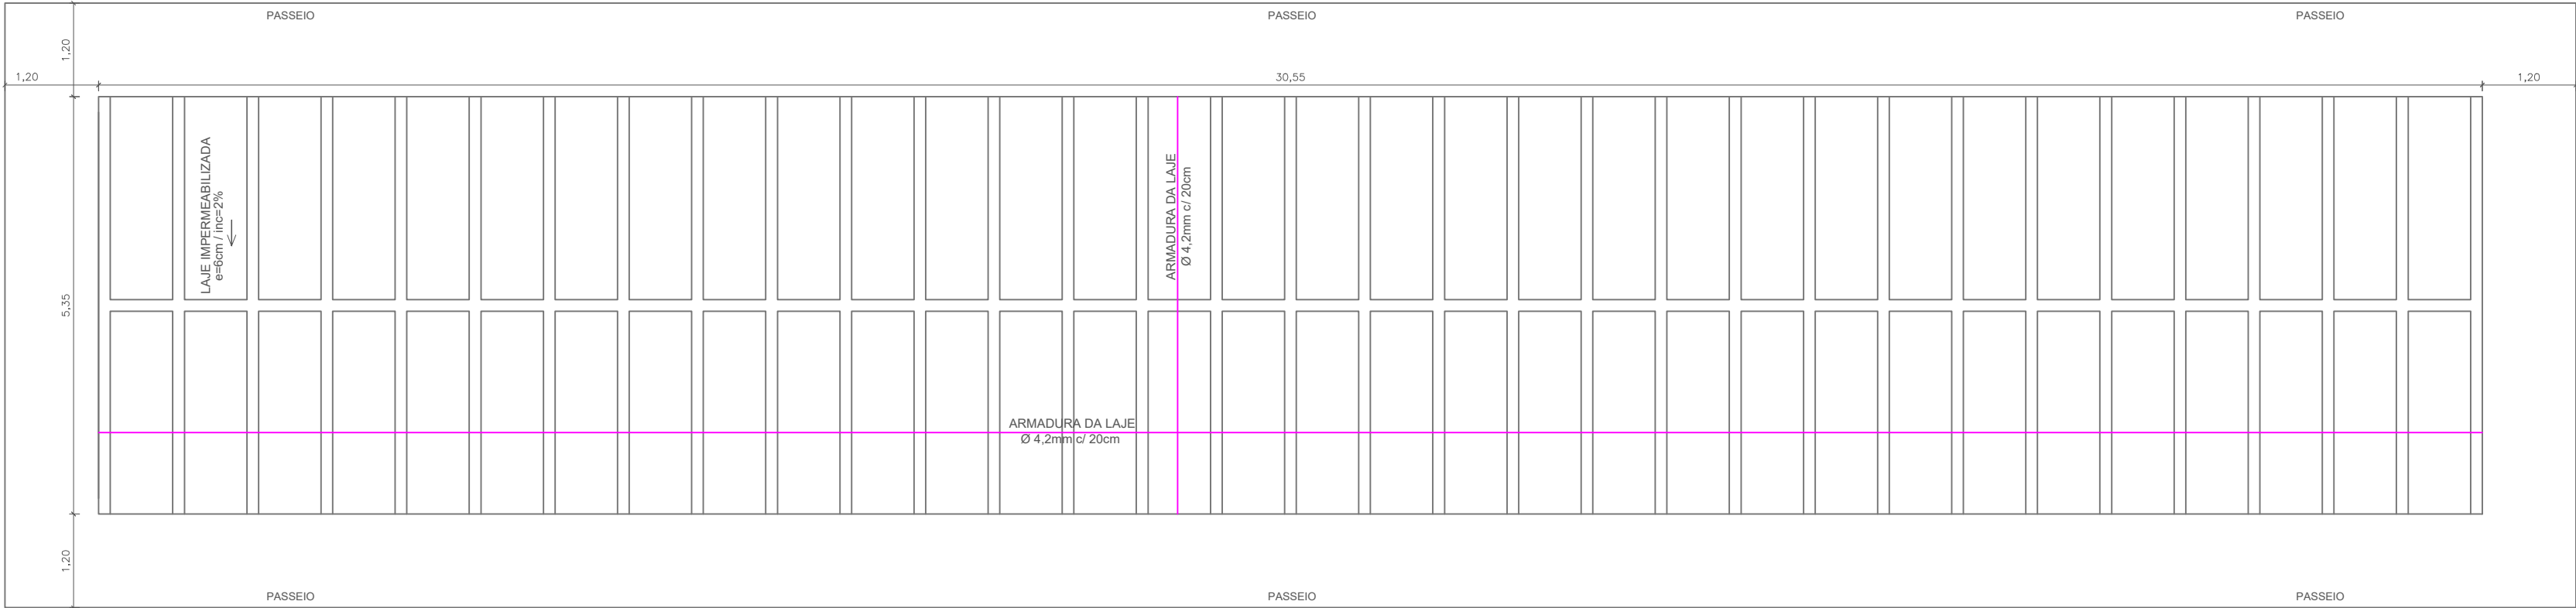 PASSEIO
PASSEIO
PASSEIO
1,20
1,20
30,55
1,20
LAJE IMPERMEABILIZADA
e=6cm / inc=2%
ARMADURA DA LAJE
Ø 4,2mm c/ 20cm
5,35
ARMADURA DA LAJE
Ø 4,2mm c/ 20cm
1,20
PASSEIO
PASSEIO
PASSEIO